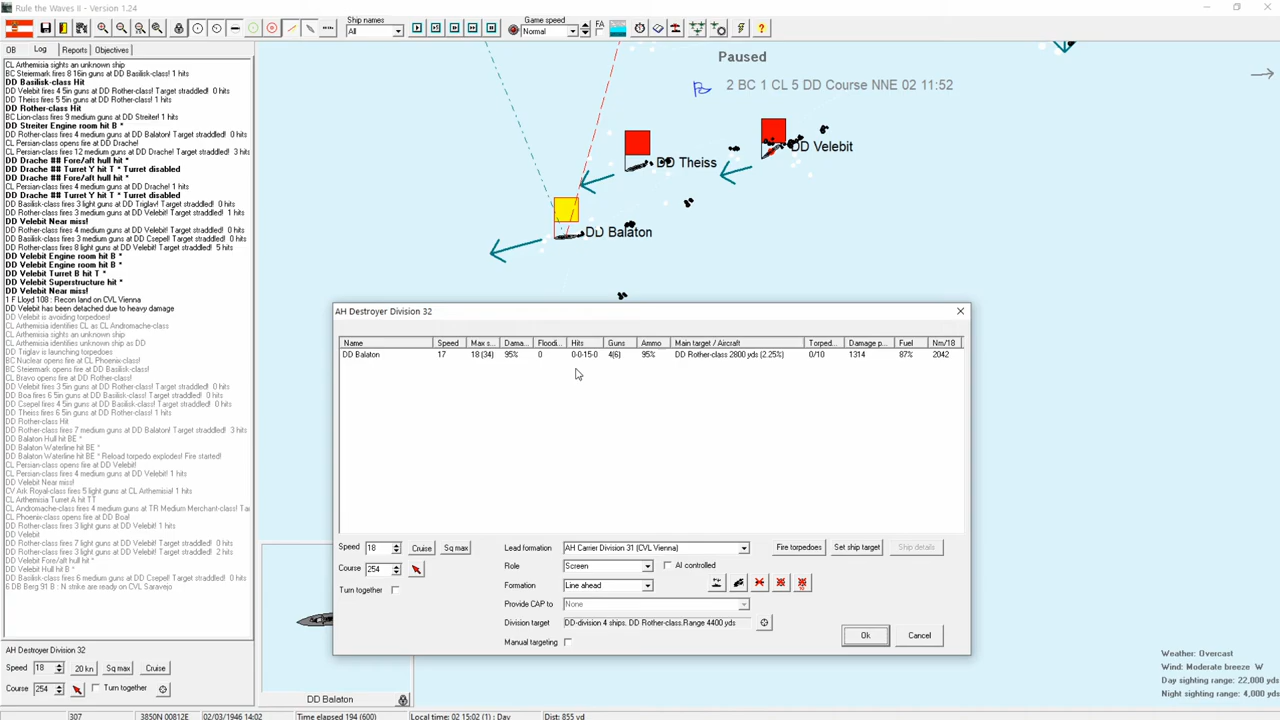 Rule the Waves II - Version 1.24
Ship names
All
Game speed
Normal
FA
OB Log Reports Objectives
CL Artemisia sights an unknown ship
BC Steiermark fires 8 16in guns at DD Basilisk-class! 1 hits
DD Basilisk-class Hit
DD Velebit fires 4 5in guns at DD Rother-class! Target straddled! 0 hits
DD Theiss fires 5 5in guns at DD Rother-class! 1 hits
DD Rother-class Hit
BC Lion-class fires 9 medium guns at DD Basilisk-class! 1 hits
DD Streiter Engine room hit B *
DD Rother-class fires 4 medium guns at DD Balaton! Target straddled! 0 hits
CL Persian-class opens fire at DD Drache!
CL Persian-class fires 12 medium guns at DD Drache! Target straddled! 3 hits
DD Drache ## Fore/aft hull hit *
DD Drache ## Turret Y hit T * Turret disabled
DD Drache ## Fore/aft hull hit *
CL Persian-class fires 4 medium guns at DD Drache! 1 hits
DD Drache ## Turret Y hit T * Turret disabled
DD Basilisk-class fires 3 light guns at DD Triglav! Target straddled! 0 hits
DD Rother-class fires 3 medium guns at DD Velebit! Target straddled! 1 hits
DD Velebit Near miss!
DD Rother-class fires 4 medium guns at DD Velebit! Target straddled! 0 hits
DD Basilisk-class fires 3 medium guns at DD Csepel! Target straddled! 0 hits
DD Rother-class fires 8 light guns at DD Velebit! Target straddled! 5 hits
DD Velebit Engine room hit B *
DD Velebit Engine room hit B *
DD Velebit Turret B hit T *
DD Velebit Superstructure hit *
DD Velebit Near miss!
1 F Lloyd 108 : Recon land on CVL Vienna
DD Velebit has been detached due to heavy damage
DD Velebit is avoiding torpedoes!
CL Arthemisia identifies CL as CL Andromache-class
CL Arthemisia sights an unknown ship
CL Arthemisia identifies unknown ship as DD
DD Triglav is launching torpedoes
BC Nuclear opens fire at CL Phoenix-class!
BC Steiermark opens fire at DD Basilisk-class!
CL Bravo opens fire at DD Rother-class!
DD Velebit fires 3 5in guns at DD Rother-class! Target straddled! 0 hits
DD Boa fires 6 5in guns at DD Basilisk-class! Target straddled! 0 hits
DD Csepel fires 4 5in guns at DD Basilisk-class! Target straddled! 0 hits
DD Theiss fires 6 5in guns at DD Rother-class! 1 hits
DD Rother-class Hit
DD Rother-class fires 7 medium guns at DD Balaton! Target straddled! 3 hits
DD Balaton Hull hit BE *
DD Balaton Waterline hit BE *
DD Balaton Waterline hit BE * Reload torpedo explodes! Fire started!
CL Persian-class opens fire at DD Velebit!
CL Persian-class fires 4 medium guns at DD Velebit! 1 hits
DD Velebit Near miss!
CV Ark Royal-class fires 5 light guns at CL Arthemisia! 1 hits
CL Arthemisia Turret A hit TT
CL Andromache-class fires 4 medium guns at TR Medium Merchant-class! Ta
CL Phoenix-class opens fire at DD Boa!
DD Rother-class fires 3 light guns at DD Velebit! 1 hits
DD Velebit
DD Rother-class fires 7 light guns at DD Velebit! Target straddled! 0 hits
DD Rother-class fires 3 light guns at DD Velebit! Target straddled! 2 hits
DD Velebit Fore/aft hull hit *
DD Velebit Hull hit B *
DD Basilisk-class fires 6 medium guns at DD Csepel! Target straddled! 0 hits
6 DB Berg 91 B : N strike are ready on CVL Sarajevo
Paused
2 BC 1 CL 5 DD Course NNE 02 11:52
DD Theiss
DD Velebit
DD Balaton
AH Destroyer Division 32
Name Speed Max s... Dama... Floodi... Hits Guns Ammo Main target / Aircraft Torped... Damage p... Fuel Nm/18
DD Balaton 17 18 (34) 95% 0 0-0-15-0 4(6) 95% DD Rother-class 2800 yds (2.25%) 0/10 1314 87% 2042
Speed 18 Cruise Sq max
Course 254
Turn together
Lead formation AH Carrier Division 31 (CVL Vienna)
Role Screen AI controlled
Formation Line ahead
Provide CAP to None
Division target DD-division 4 ships. DD Rother-class.Range 4400 yds
Manual targeting
Fire torpedoes Set ship target Ship details
Ok Cancel
AH Destroyer Division 32
Speed 18 20 kn Sq max Cruise
Course 254 Turn together
DD Balaton
Weather: Overcast
Wind: Moderate breeze W
Day sighting range: 22,000 yds
Night sighting range: 4,000 yds
307 3850N 00812E 02/03/1946 14:02 Time elapsed 194 (600) Local time: 02 15:02 (1) : Day Dist: 855 yd